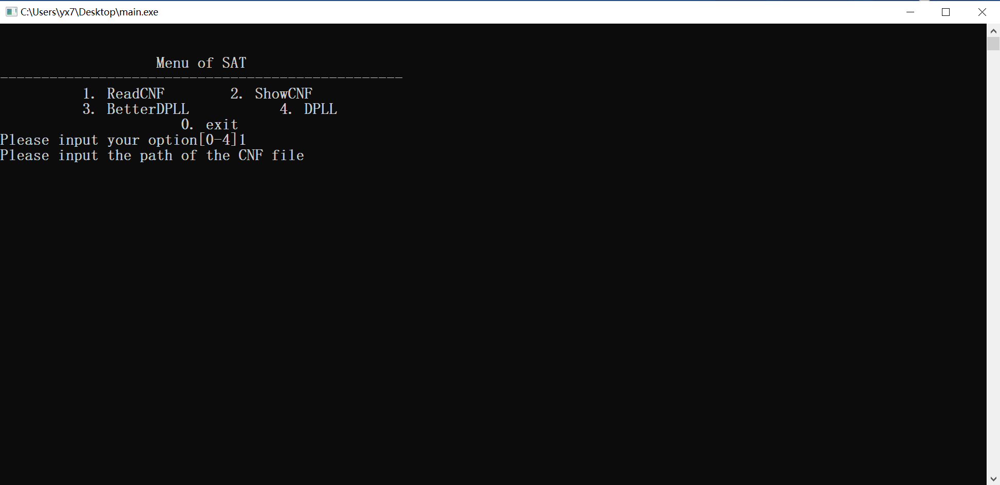 C:\Users\yx7\Desktop\main.exe
Menu of SAT
-------------------------------------------------
1. ReadCNF 2. ShowCNF
3. BetterDPLL 4. DPLL
0. exit
Please input your option[0-4]1
Please input the path of the CNF file